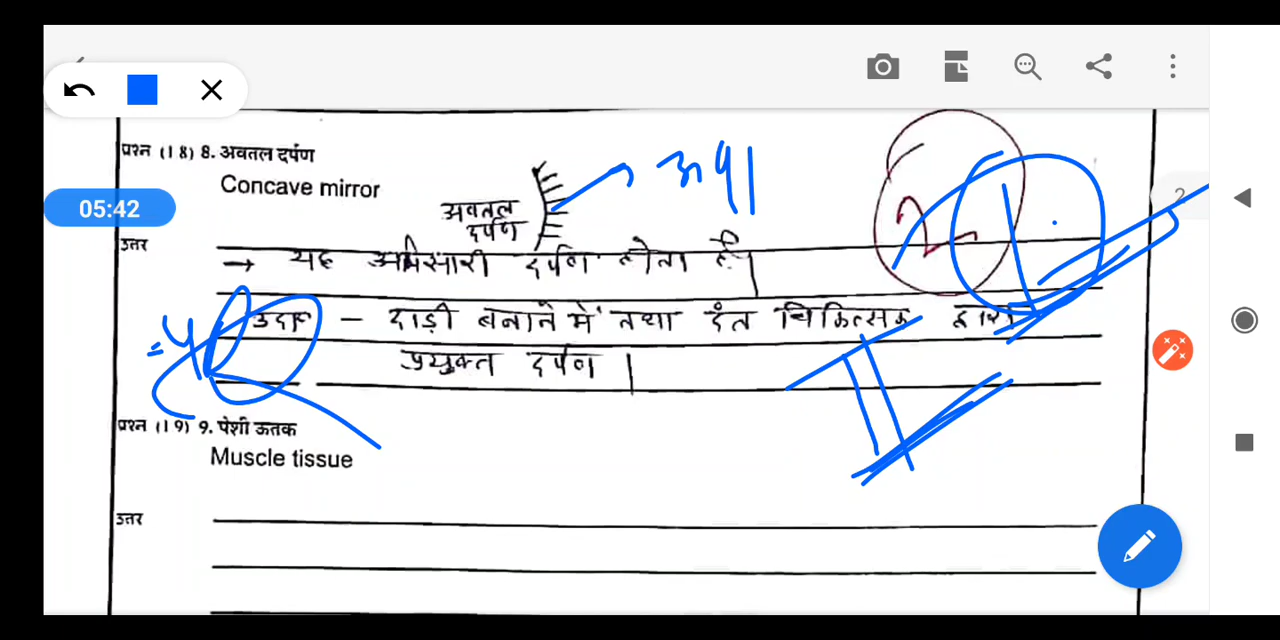 प्रश्न (18) 8. अवतल दर्पण
Concave mirror
05:42
2
अवतल
दर्पण
उत्तर
→ यह अभिसारी दर्पण होता है।
उदा० - दाड़ी बनाने में तथा दंत चिकित्सक द्वारा
प्रयुक्त दर्पण।
प्रश्न (19) 9. पेशी ऊतक
Muscle tissue
उत्तर